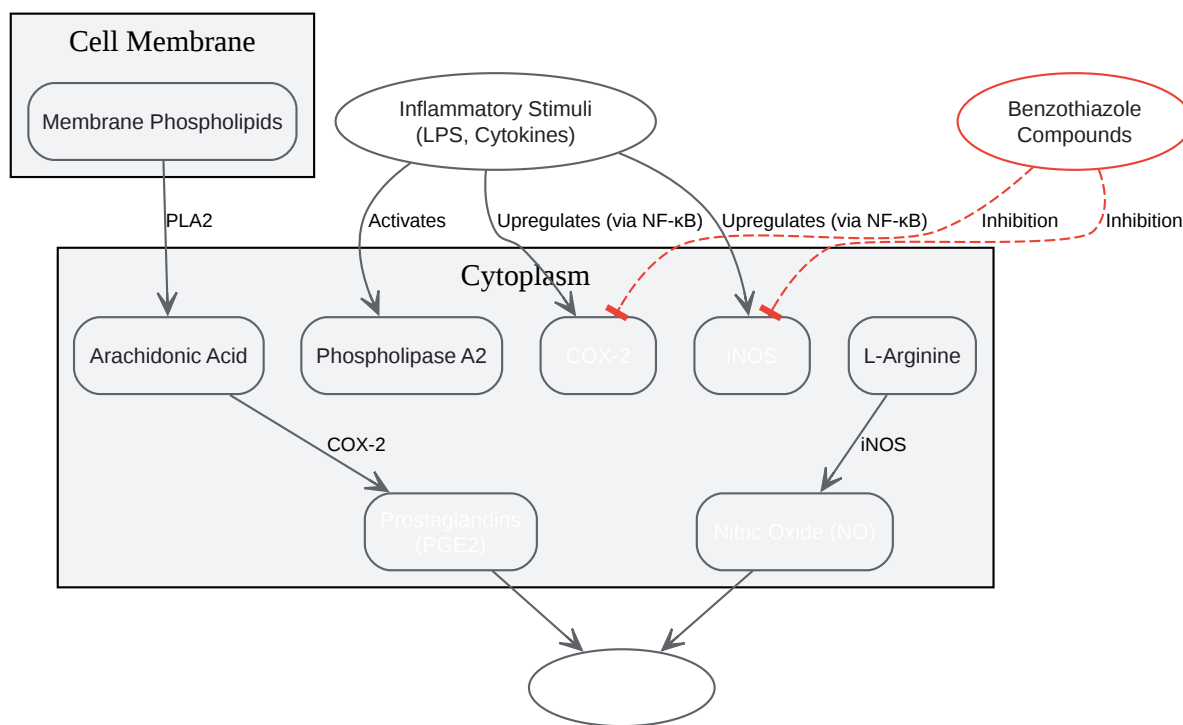 Cell Membrane
Membrane Phospholipids
Inflammatory Stimuli
(LPS, Cytokines)
Benzothiazole
Compounds
PLA2
Activates
Upregulates (via NF-κB)
Upregulates (via NF-κB)
Inhibition
Inhibition
Cytoplasm
Arachidonic Acid
Phospholipase A2
COX-2
iNOS
L-Arginine
COX-2
iNOS
Prostaglandins
(PGE2)
Nitric Oxide (NO)